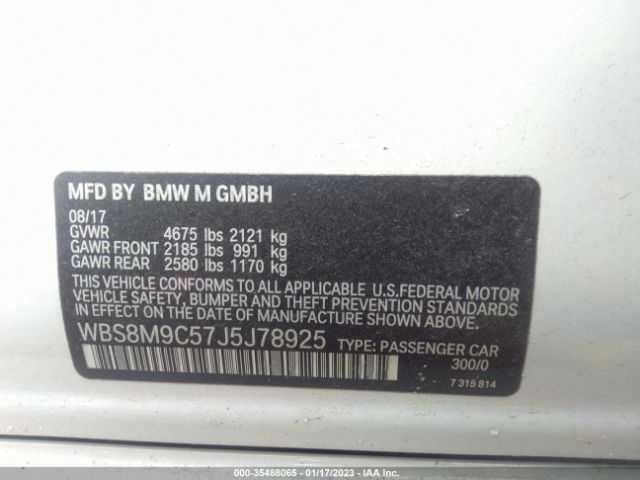 MFD BY BMW M GMBH
08/17
GVWR 4675 lbs 2121 kg
GAWR FRONT 2185 lbs 991 kg
GAWR REAR 2580 lbs 1170 kg
THIS VEHICLE CONFORMS TO ALL APPLICABLE U.S.FEDERAL MOTOR
VEHICLE SAFETY, BUMPER AND THEFT PREVENTION STANDARDS IN
EFFECT ON THE DATE OF MANUFACTURE SHOWN ABOVE.
WBS8M9C57J5J78925 TYPE: PASSENGER CAR
300/0
7 315 814
000-35488065 - 01/17/2023 - IAA Inc.